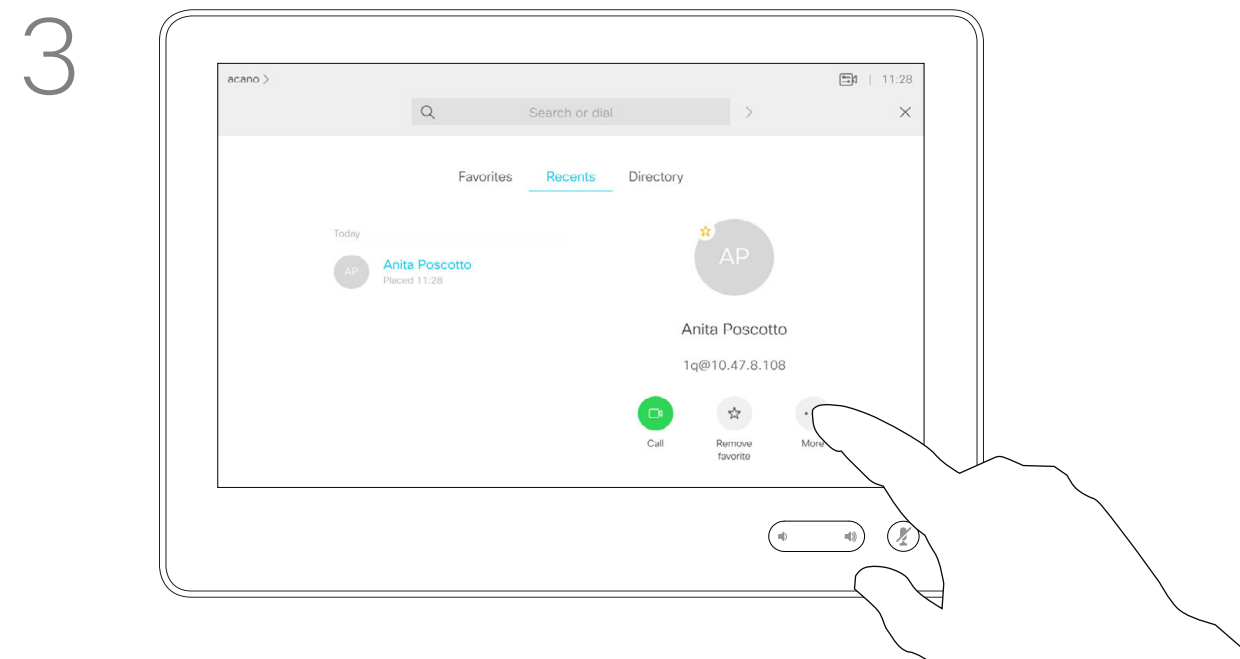 3
acano >
11:28
Search or dial
Favorites Recents Directory
Today
AP
AP
Anita Poscotto
Placed 11:28
Anita Poscotto
1q@10.47.8.108
Call
Remove
favorite
More